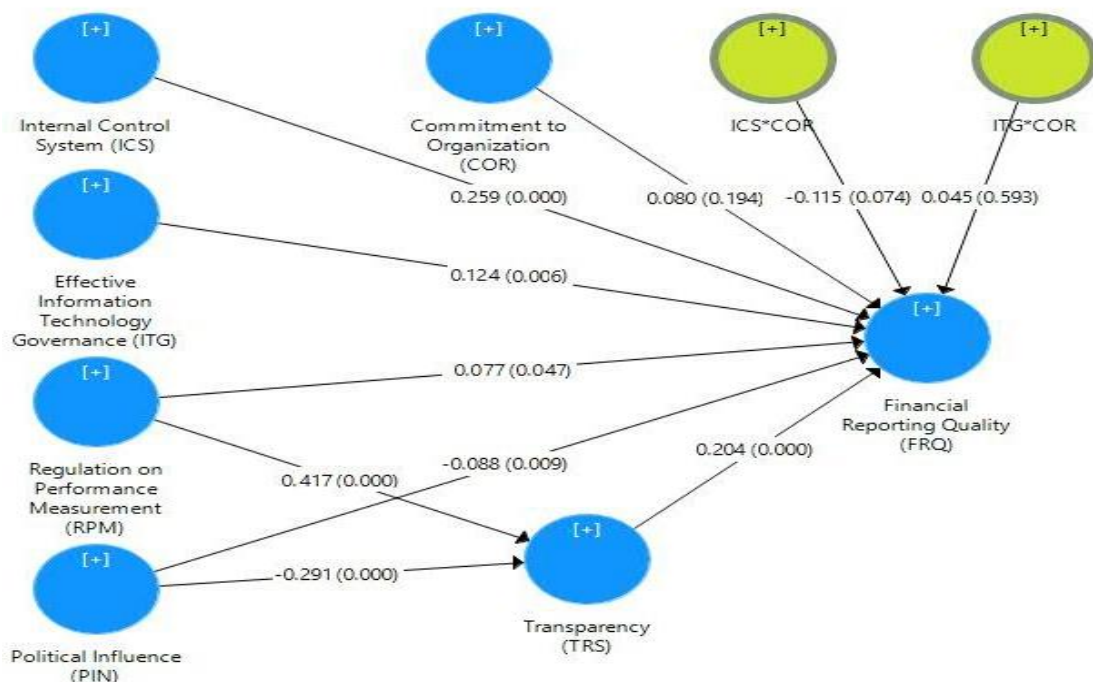 [+]
[+]
[+]
[+]
Internal Control
System (ICS)
Commitment to
Organization
(COR)
ICS*COR
ITG*COR
[+]
0.259 (0.000)
0.080 (0.194)
-0.115 (0.074)
0.045 (0.593)
Effective
Information
Technology
Governance (ITG)
0.124 (0.006)
[+]
[+]
0.077 (0.047)
Financial
Reporting Quality
(FRQ)
Regulation on
Performance
Measurement
(RPM)
-0.088 (0.009)
0.204 (0.000)
0.417 (0.000)
[+]
[+]
-0.291 (0.000)
Transparency
(TRS)
Political Influence
(PIN)